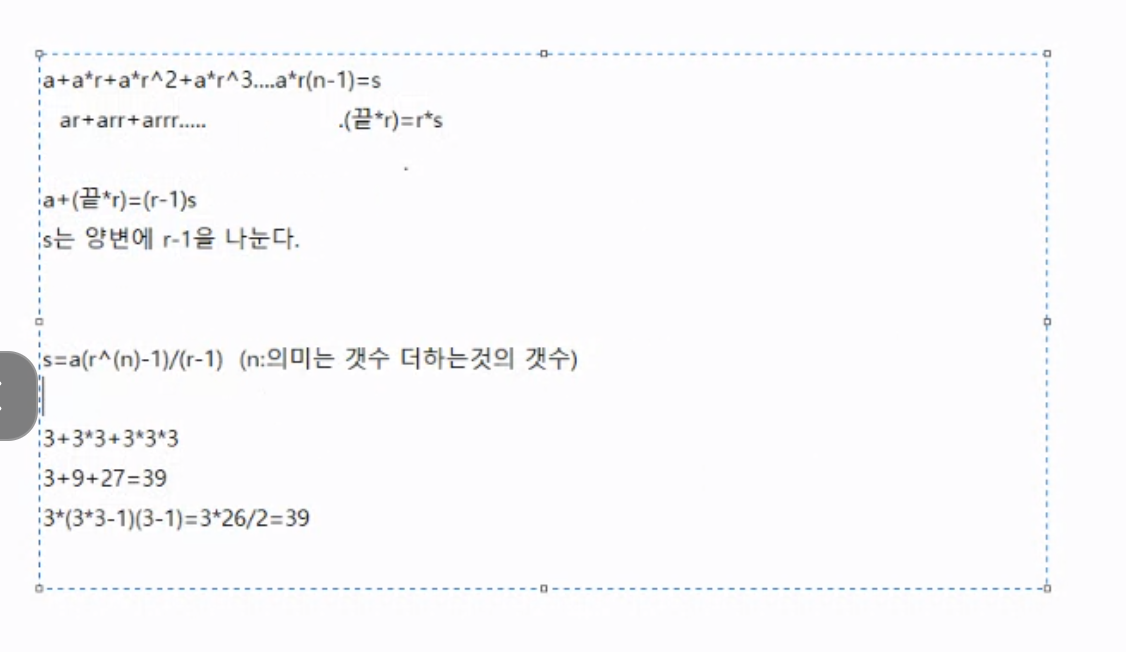 a+a*r+a*r^2+a*r^3....a*r(n-1)=s
ar+arr+arrr..... .(끝*r)=r*s
.
a+(끝*r)=(r-1)s
s는 양변에 r-1을 나눈다.
s=a(r^(n)-1)/(r-1) (n:의미는 갯수 더하는것의 갯수)
3+3*3+3*3*3
3+9+27=39
3*(3*3-1)(3-1)=3*26/2=39